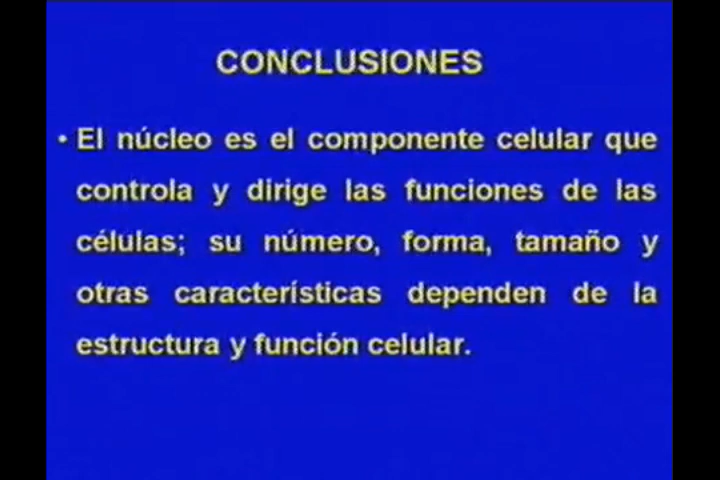 CONCLUSIONES
• El núcleo es el componente celular que
controla y dirige las funciones de las
células; su número, forma, tamaño y
otras características dependen de la
estructura y función celular.